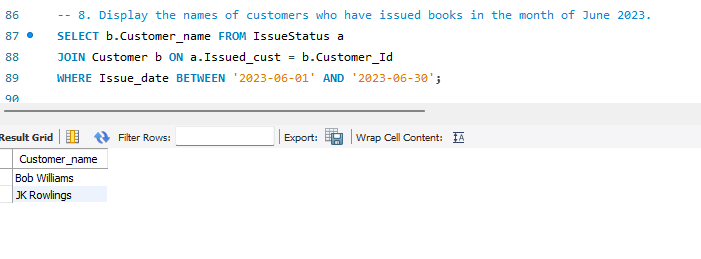 86 -- 8. Display the names of customers who have issued books in the month of June 2023.
87 SELECT b.Customer_name FROM IssueStatus a
88 JOIN Customer b ON a.Issued_cust = b.Customer_Id
89 WHERE Issue_date BETWEEN '2023-06-01' AND '2023-06-30';
90
Result Grid Filter Rows: Export: Wrap Cell Content: IA
Customer_name
Bob Williams
JK Rowlings